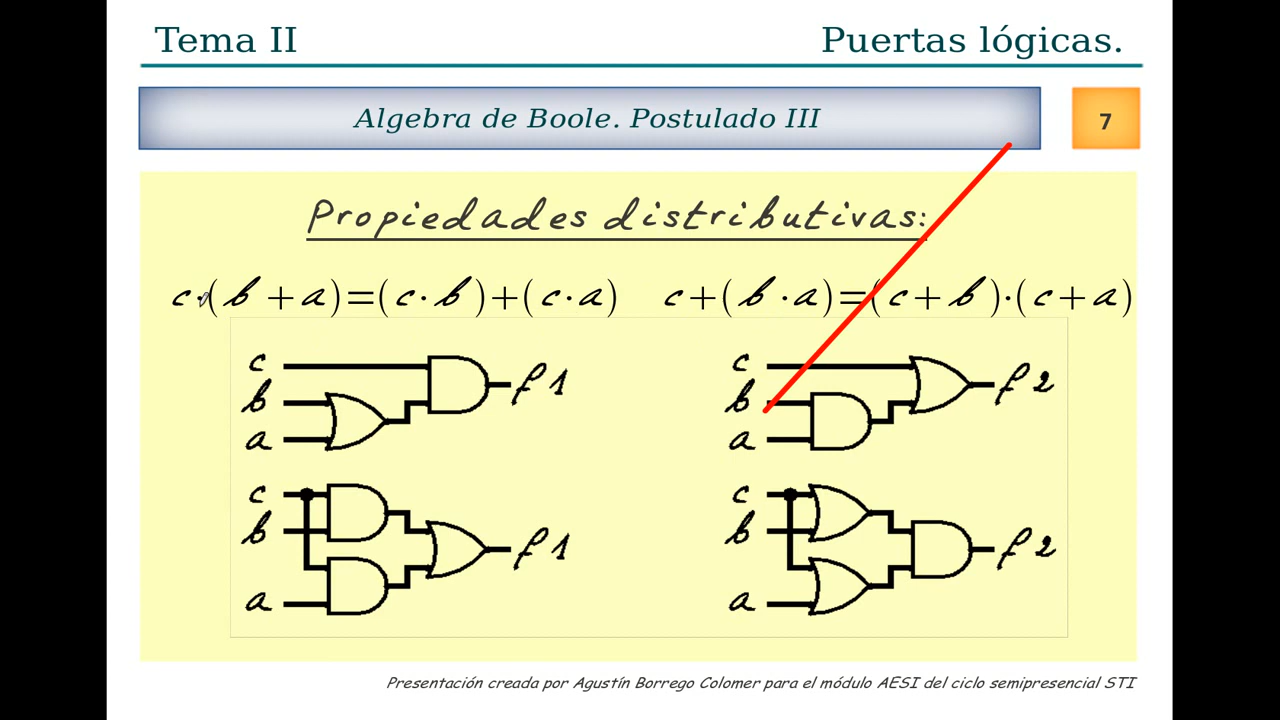 Tema II
Puertas lógicas.
Algebra de Boole. Postulado III
7
Propiedades distributivas:
c·(b+a)=(c·b)+(c·a)
c+(b·a)=(c+b)·(c+a)
c
b
a
f1
c
b
a
f2
c
b
a
f1
c
b
a
f2
Presentación creada por Agustín Borrego Colomer para el módulo AESI del ciclo semipresencial STI